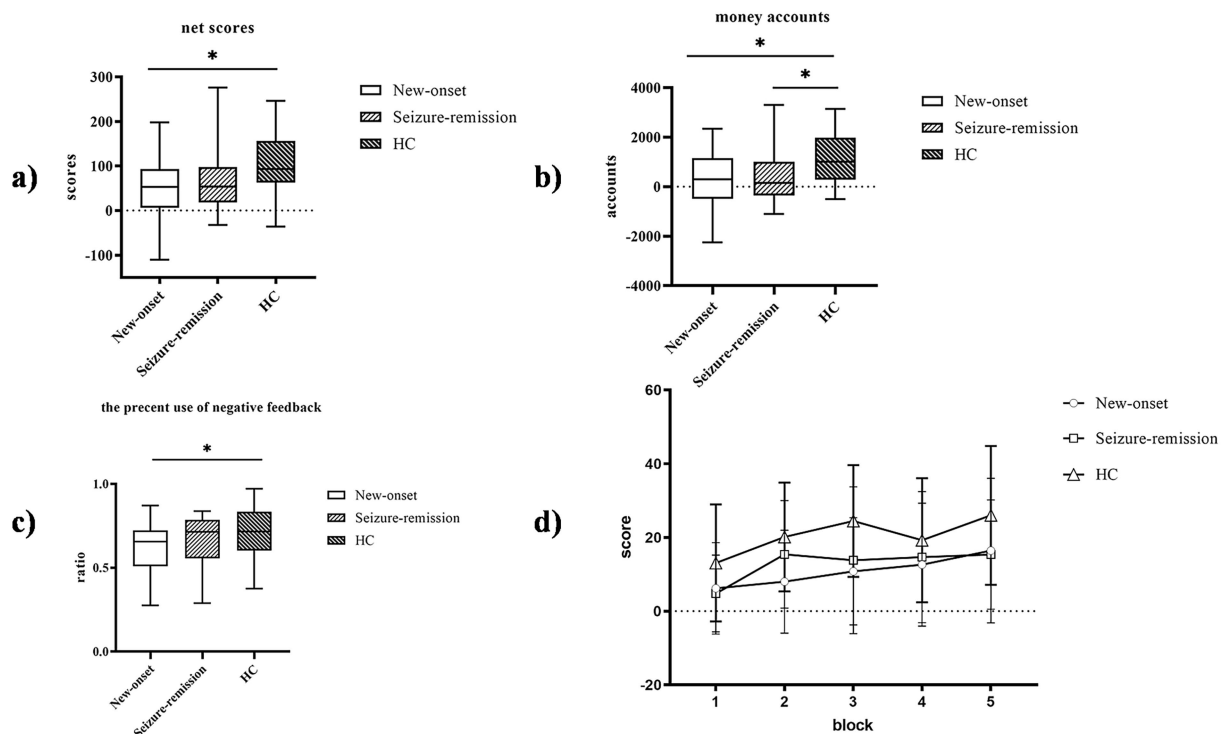 a)
net scores
*
300
200
100
0
-100
scores
New-onset
Seizure-remission
HC
New-onset
Seizure-remission
HC
b)
money accounts
*
*
4000
2000
0
-2000
-4000
accounts
New-onset
Seizure-remission
HC
New-onset
Seizure-remission
HC
c)
the precent use of negative feedback
*
1.0
0.5
0.0
ratio
New-onset
Seizure-remission
HC
New-onset
Seizure-remission
HC
d)
60
40
20
0
-20
score
1 2 3 4 5
block
New-onset
Seizure-remission
HC